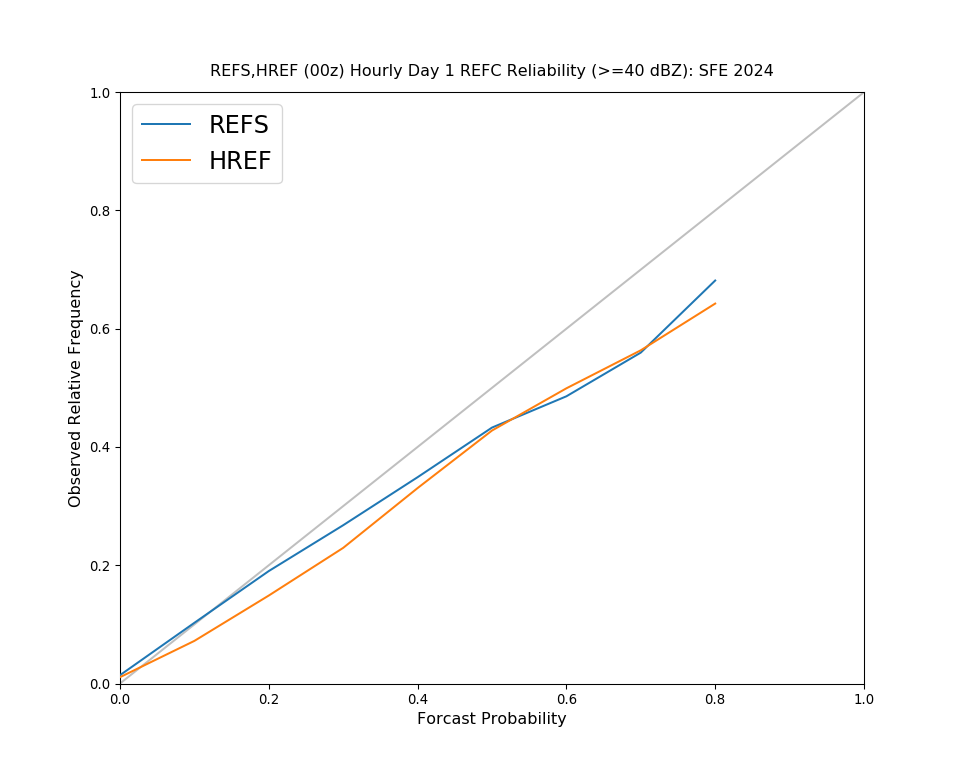 REFS,HREF (00z) Hourly Day 1 REFC Reliability (>=40 dBZ): SFE 2024
REFS
HREF
1.0
0.8
0.6
0.4
0.2
0.0
Observed Relative Frequency
0.0 0.2 0.4 0.6 0.8 1.0
Forcast Probability